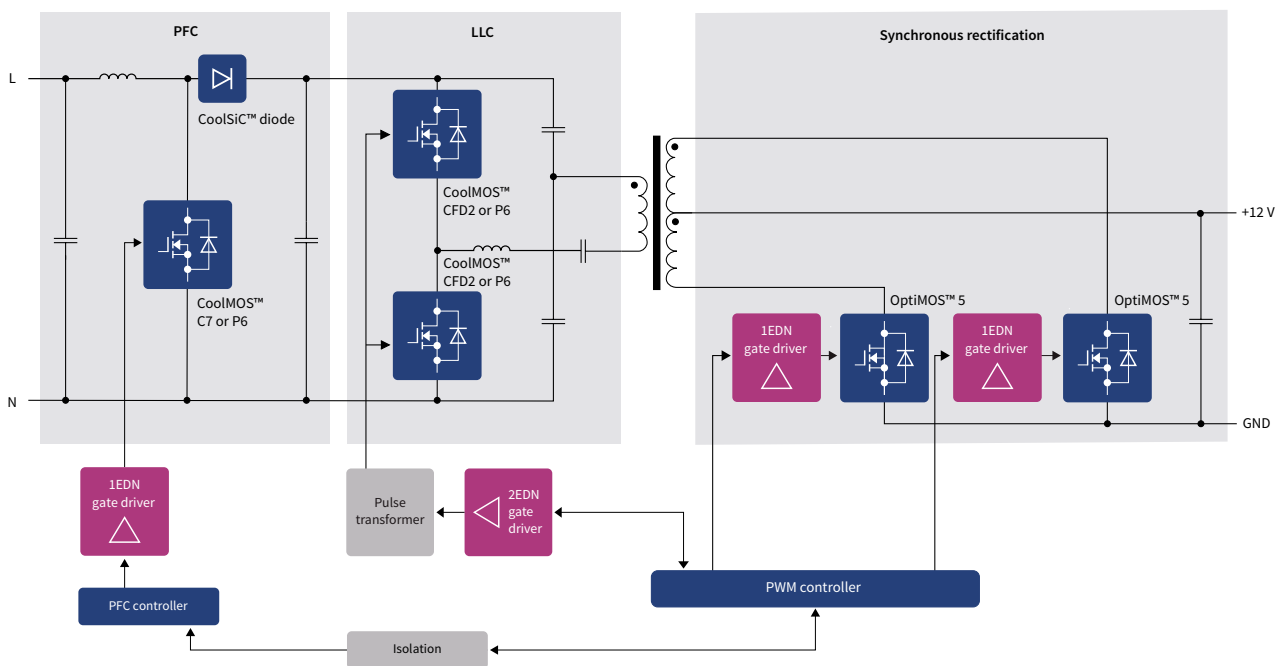 PFC
LLC
Synchronous rectification
L
CoolSiC™ diode
CoolMOS™
CFD2 or P6
+12 V
CoolMOS™
CFD2 or P6
CoolMOS™
C7 or P6
OptiMOS™ 5
OptiMOS™ 5
1EDN
gate driver
1EDN
gate driver
N
GND
1EDN
gate driver
Pulse
transformer
2EDN
gate
driver
PWM controller
PFC controller
Isolation